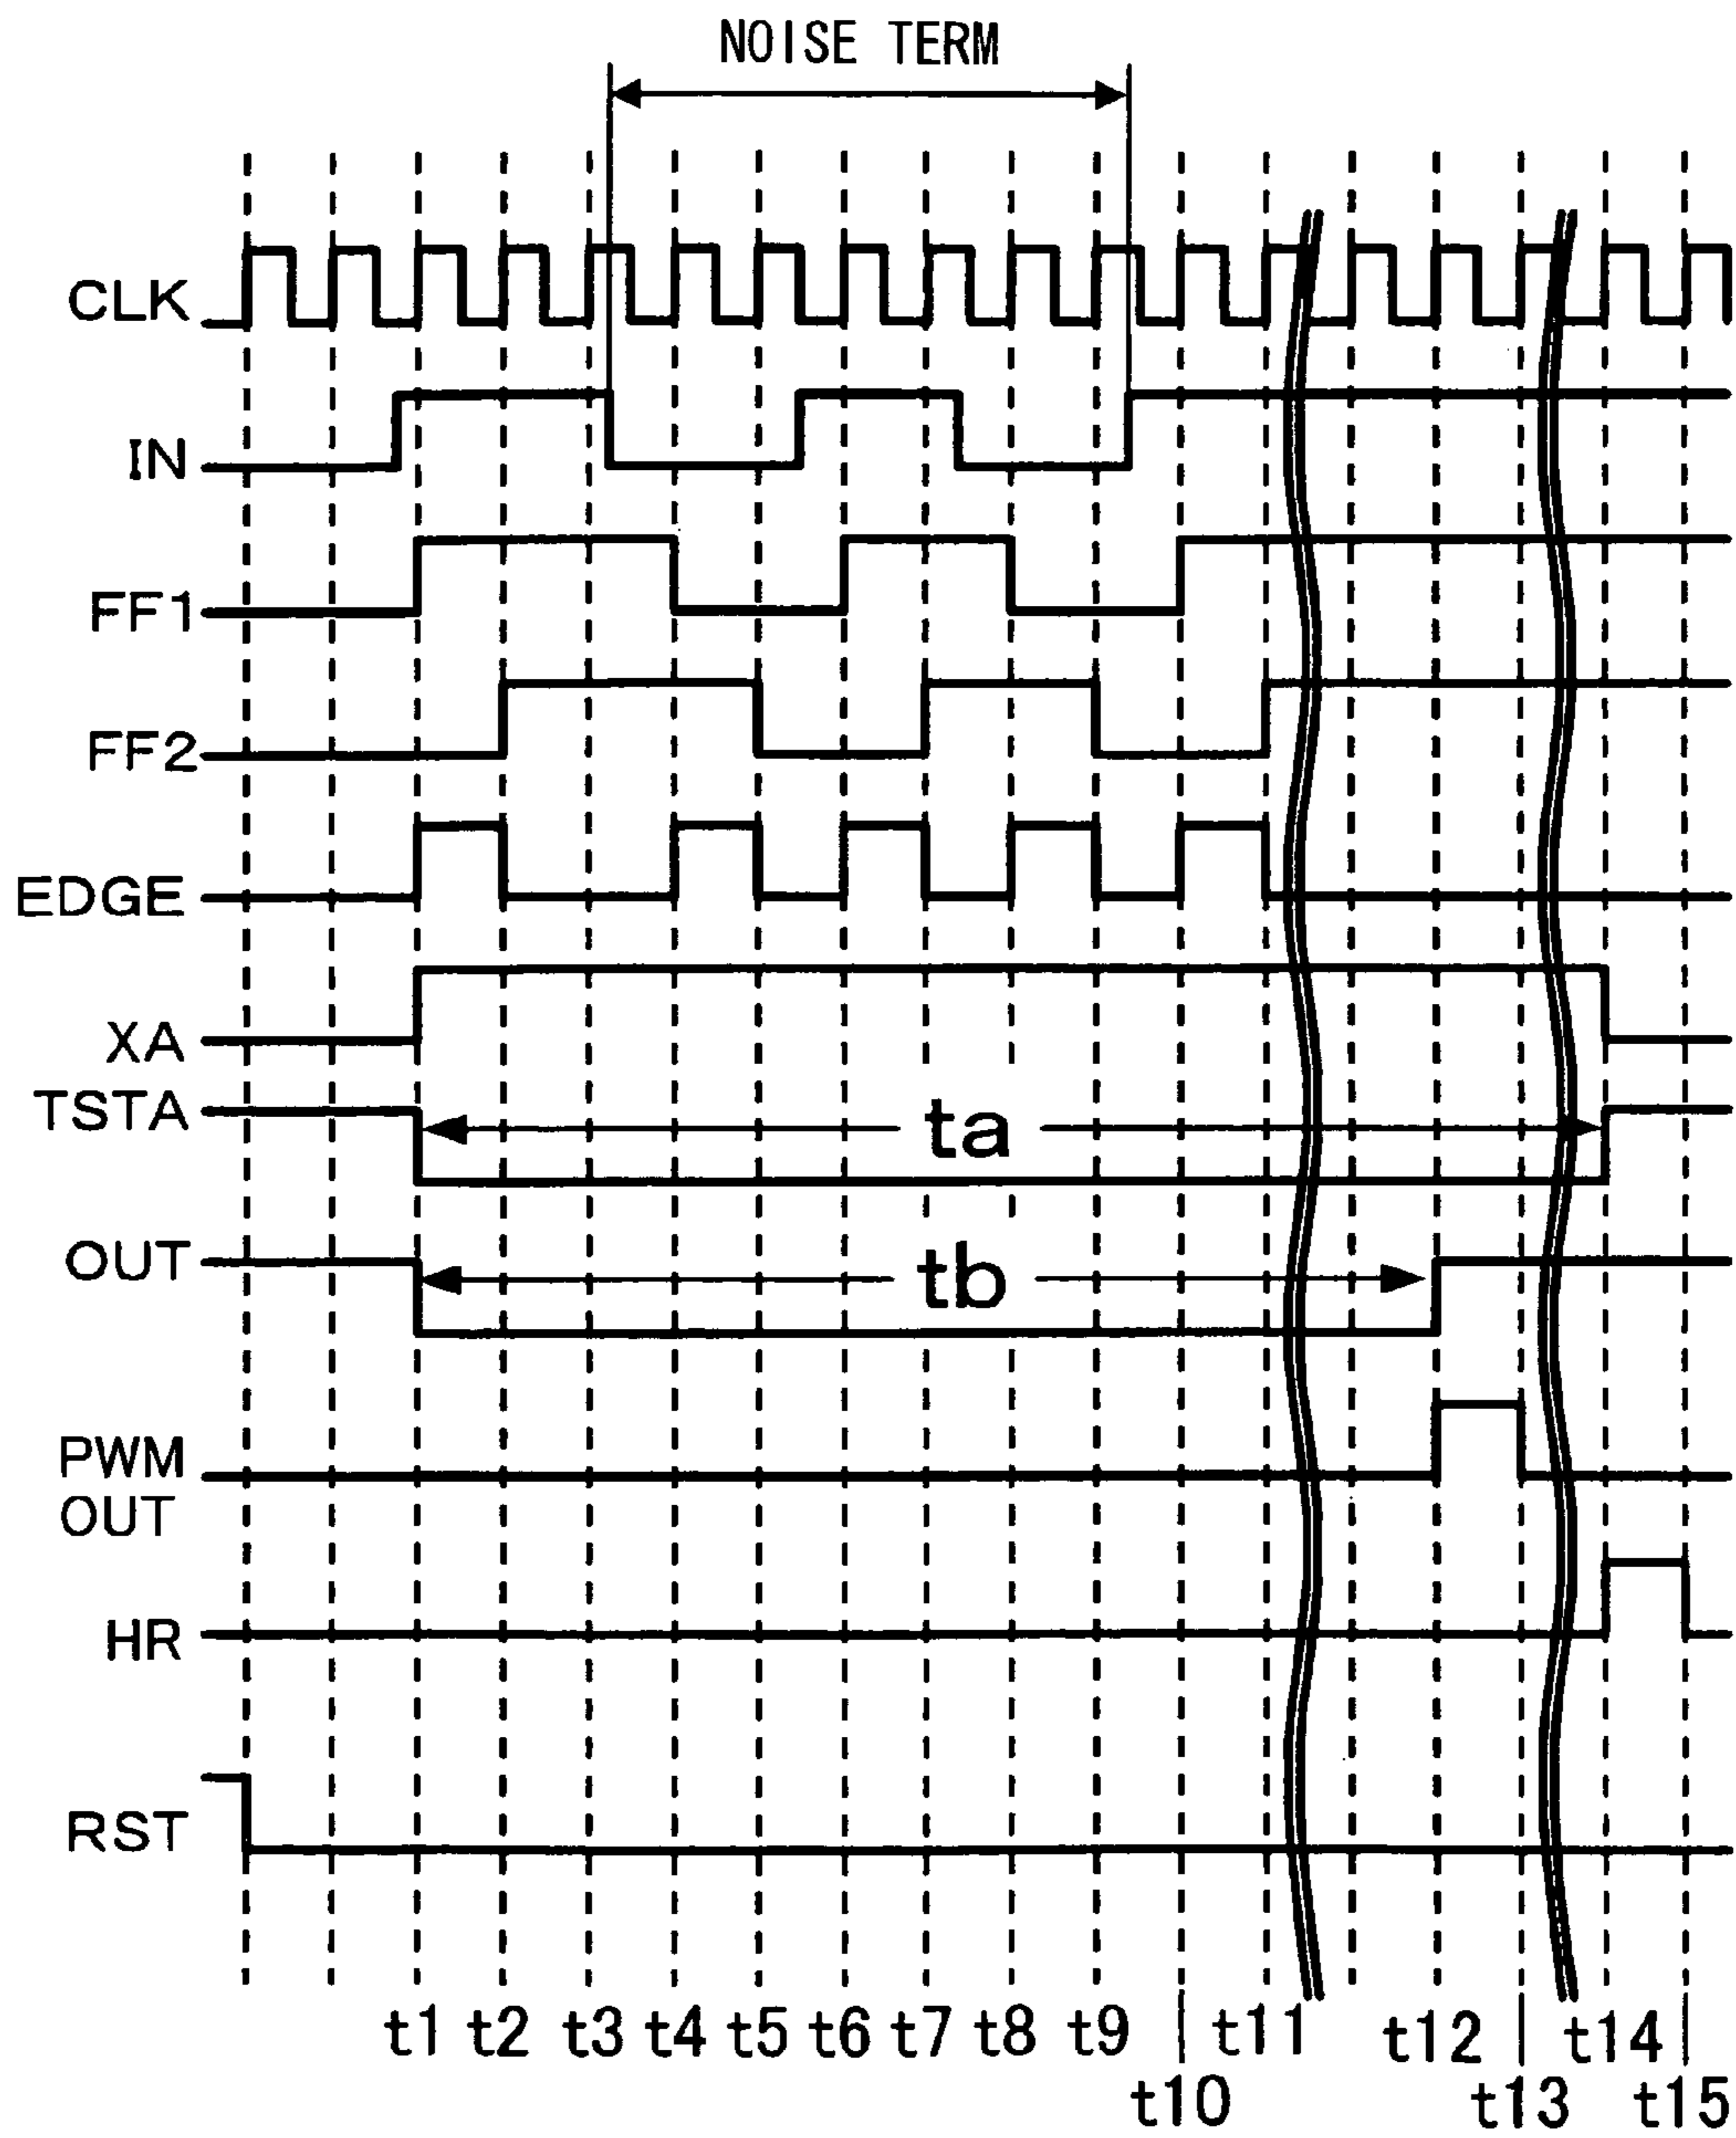 NOISE TERM
CLK
IN
FF1
FF2
EDGE
XA
TSTA
ta
OUT
tb
PWM
OUT
HR
RST
t1 t2 t3 t4 t5 t6 t7 t8 t9 t11 t12 t14
t10 t13 t15